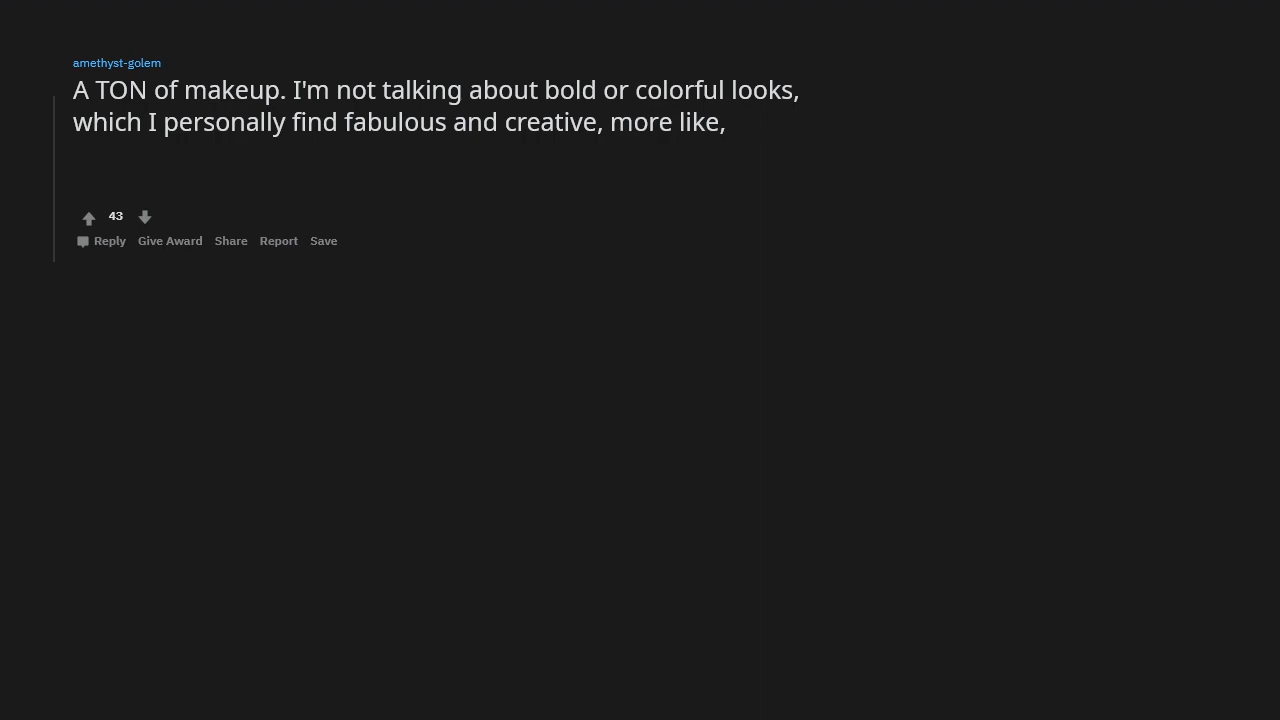 amethyst-golem
A TON of makeup. I'm not talking about bold or colorful looks,
which I personally find fabulous and creative, more like,
43
Reply Give Award Share Report Save